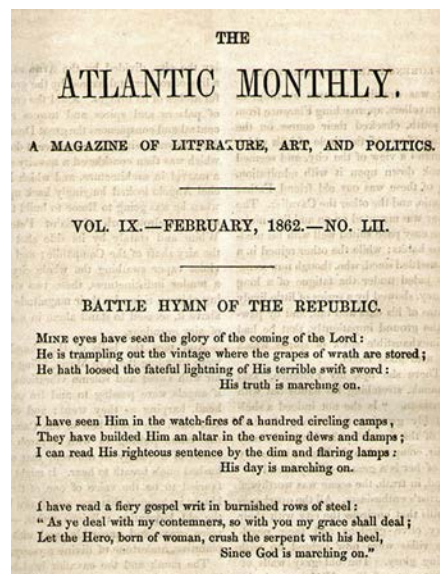 THE
ATLANTIC MONTHLY.
A MAGAZINE OF LITERATURE, ART, AND POLITICS.
VOL. IX.—FEBRUARY, 1862.—NO. LII.
BATTLE HYMN OF THE REPUBLIC.
MINE eyes have seen the glory of the coming of the Lord :
He is trampling out the vintage where the grapes of wrath are stored ;
He hath loosed the fateful lightning of His terrible swift sword :
His truth is marching on.
I have seen Him in the watch-fires of a hundred circling camps,
They have builded Him an altar in the evening dews and damps ;
I can read His righteous sentence by the dim and flaring lamps :
His day is marching on.
I have read a fiery gospel writ in burnished rows of steel :
" As ye deal with my contemners, so with you my grace shall deal ;
Let the Hero, born of woman, crush the serpent with his heel,
Since God is marching on."